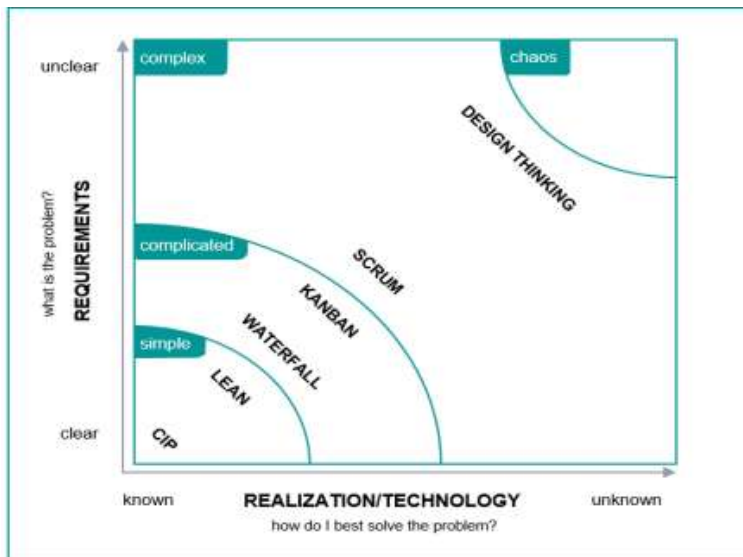 complex
chaos
unclear
DESIGN THINKING
what is the problem?
REQUIREMENTS
complicated
SCRUM
KANBAN
WATERFALL
simple
LEAN
CIP
clear
known
REALIZATION/TECHNOLOGY
unknown
how do I best solve the problem?